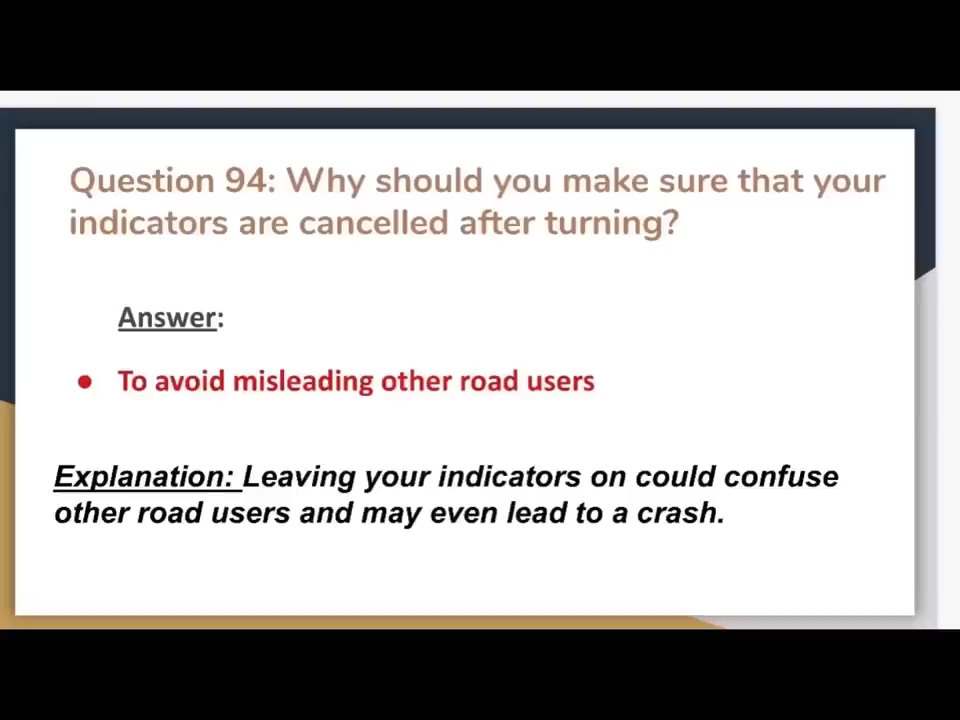 Question 94: Why should you make sure that your
indicators are cancelled after turning?
Answer:
● To avoid misleading other road users
Explanation: Leaving your indicators on could confuse
other road users and may even lead to a crash.